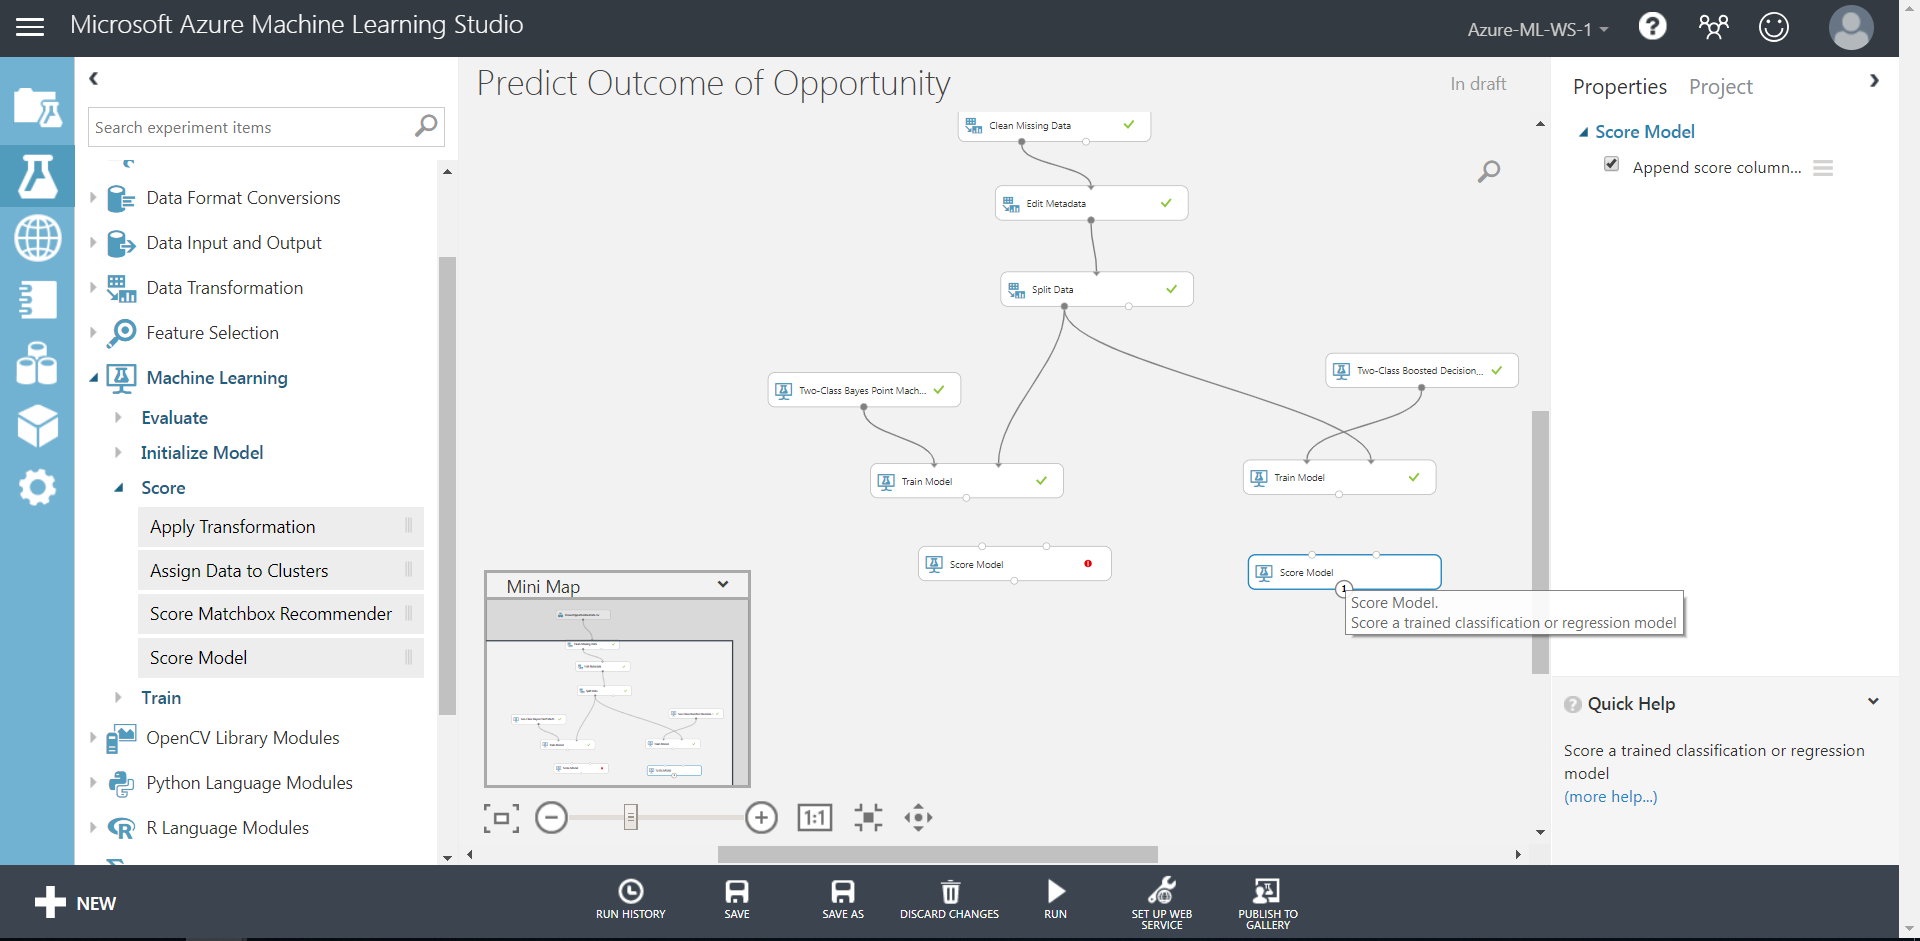 Microsoft Azure Machine Learning Studio
Azure-ML-WS-1
?
Search experiment items
Data Format Conversions
Data Input and Output
Data Transformation
Feature Selection
Machine Learning
Evaluate
Initialize Model
Score
Apply Transformation
Assign Data to Clusters
Score Matchbox Recommender
Score Model
Train
OpenCV Library Modules
Python Language Modules
R Language Modules
Predict Outcome of Opportunity
In draft
Clean Missing Data
Edit Metadata
Split Data
Two-Class Bayes Point Mach...
Two-Class Boosted Decision...
Train Model
Train Model
Score Model
Score Model
1
Score Model.
Score a trained classification or regression model
Mini Map
1:1
Properties
Project
Score Model
Append score column...
? Quick Help
Score a trained classification or regression
model
(more help...)
NEW
RUN HISTORY
SAVE
SAVE AS
DISCARD CHANGES
RUN
SET UP WEB
SERVICE
PUBLISH TO
GALLERY